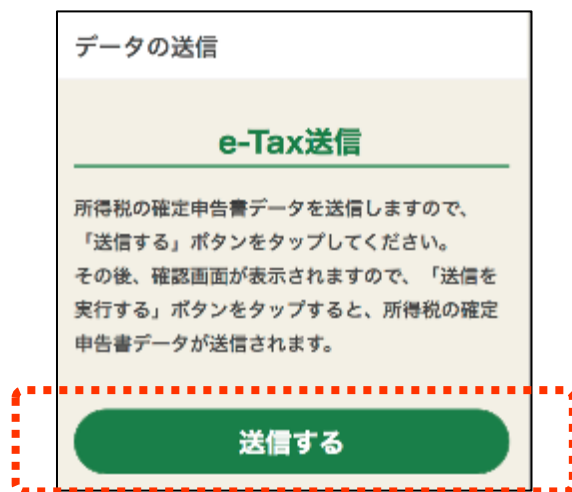 データの送信
e-Tax送信
所得税の確定申告書データを送信しますので、
「送信する」ボタンをタップしてください。
その後、確認画面が表示されますので、「送信を
実行する」ボタンをタップすると、所得税の確定
申告書データが送信されます。
送信する